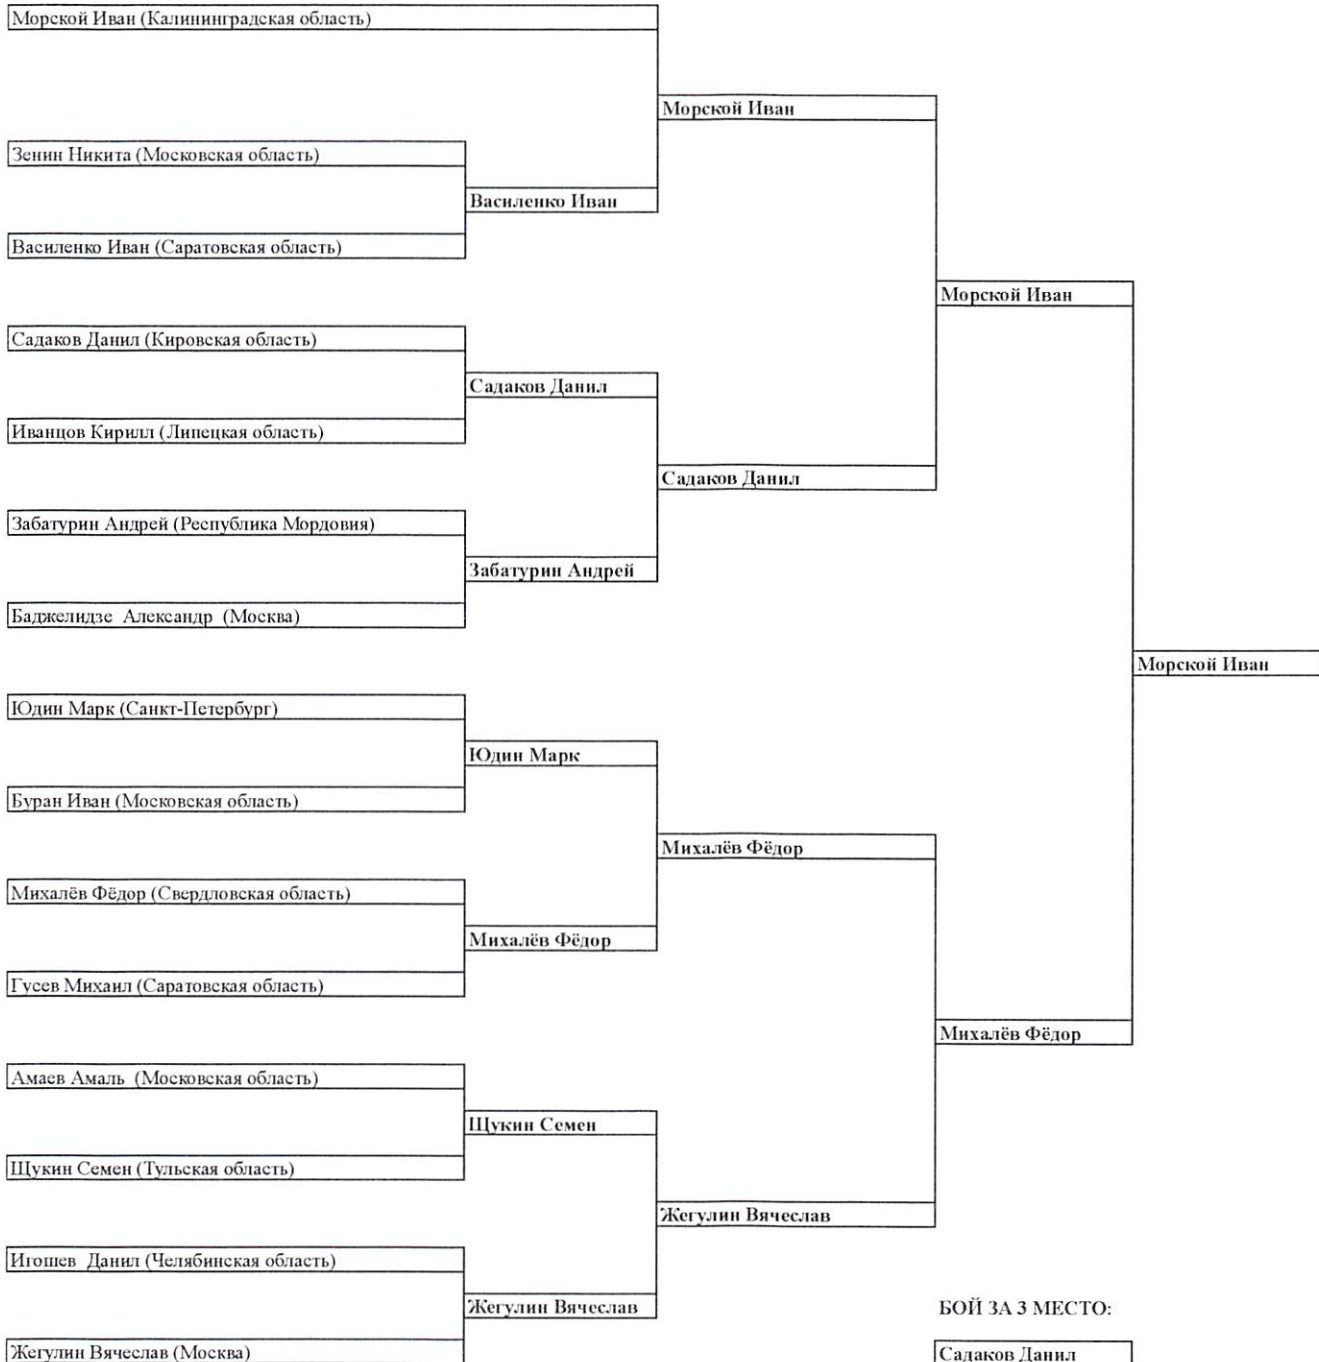 Морской Иван (Калининградская область)
Морской Иван
Зенин Никита (Московская область)
Василенко Иван
Василенко Иван (Саратовская область)
Морской Иван
Садаков Данил (Кировская область)
Садаков Данил
Иванцов Кирилл (Липецкая область)
Садаков Данил
Забатурин Андрей (Республика Мордовия)
Забатурин Андрей
Баджелидзе Александр (Москва)
Морской Иван
Юдин Марк (Санкт-Петербург)
Юдин Марк
Буран Иван (Московская область)
Михалёв Фёдор
Михалёв Фёдор (Свердловская область)
Михалёв Фёдор
Гусев Михаил (Саратовская область)
Михалёв Фёдор
Амаев Амаль (Московская область)
Щукин Семен
Щукин Семен (Тульская область)
Жегулин Вячеслав
Игошев Данил (Челябинская область)
Жегулин Вячеслав
БОЙ ЗА 3 МЕСТО:
Жегулин Вячеслав (Москва)
Садаков Данил